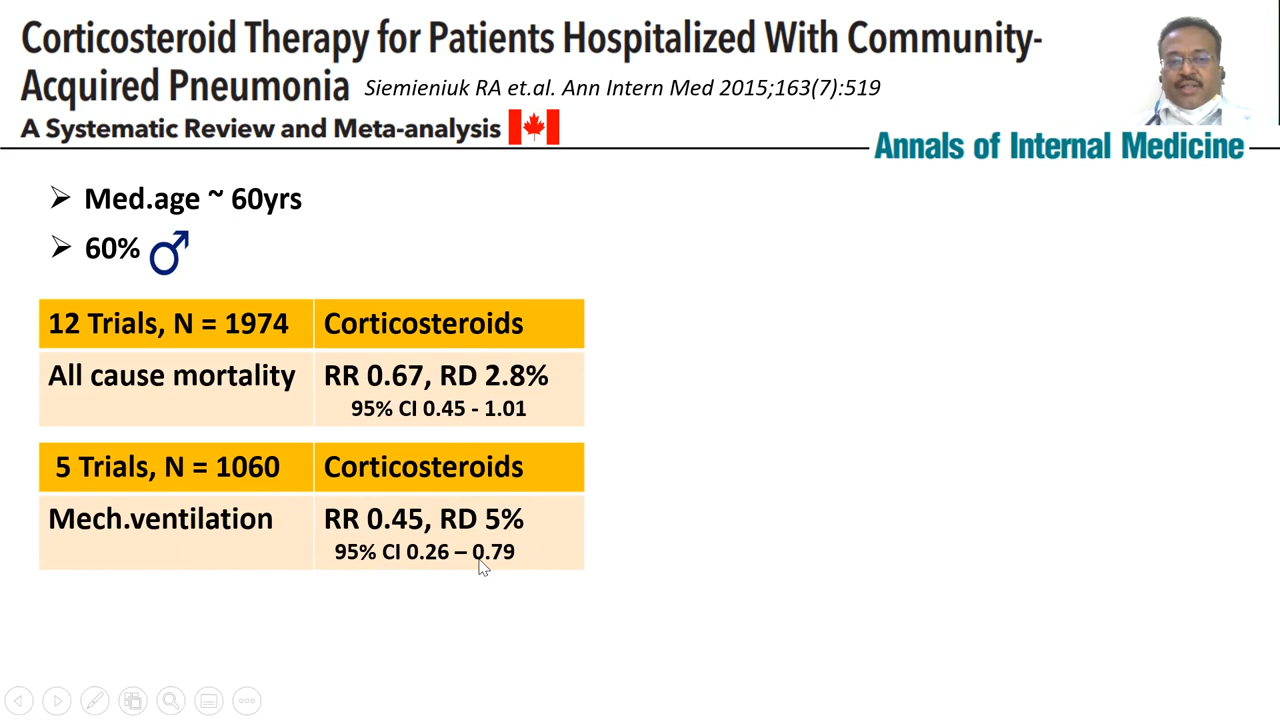 Corticosteroid Therapy for Patients Hospitalized With Community-
Acquired Pneumonia Siemieniuk RA et.al. Ann Intern Med 2015;163(7):519
A Systematic Review and Meta-analysis
Annals of Internal Medicine
Med.age ~ 60yrs
60%
12 Trials, N = 1974 Corticosteroids
All cause mortality RR 0.67, RD 2.8%
95% CI 0.45 - 1.01
5 Trials, N = 1060 Corticosteroids
Mech.ventilation RR 0.45, RD 5%
95% CI 0.26 – 0.79